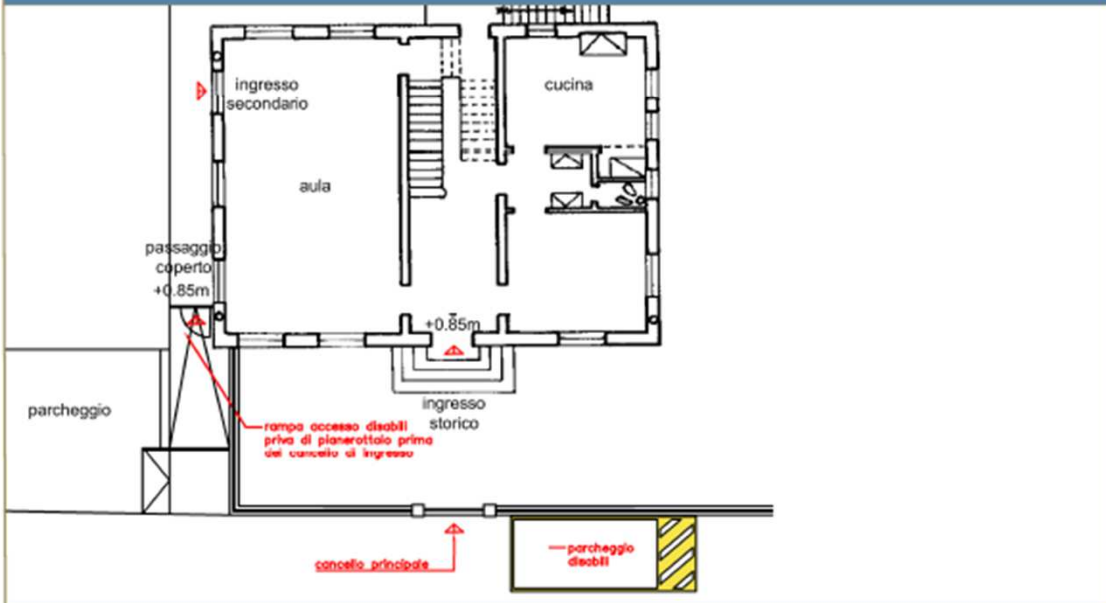 ingresso
secondario
cucina
aula
passaggio
coperto
+0.85m
+0.85m
parcheggio
ingresso
storico
rampa accesso disabili
priva di pianerottolo prima
del cancello di ingresso
cancello principale
parcheggio
disabili